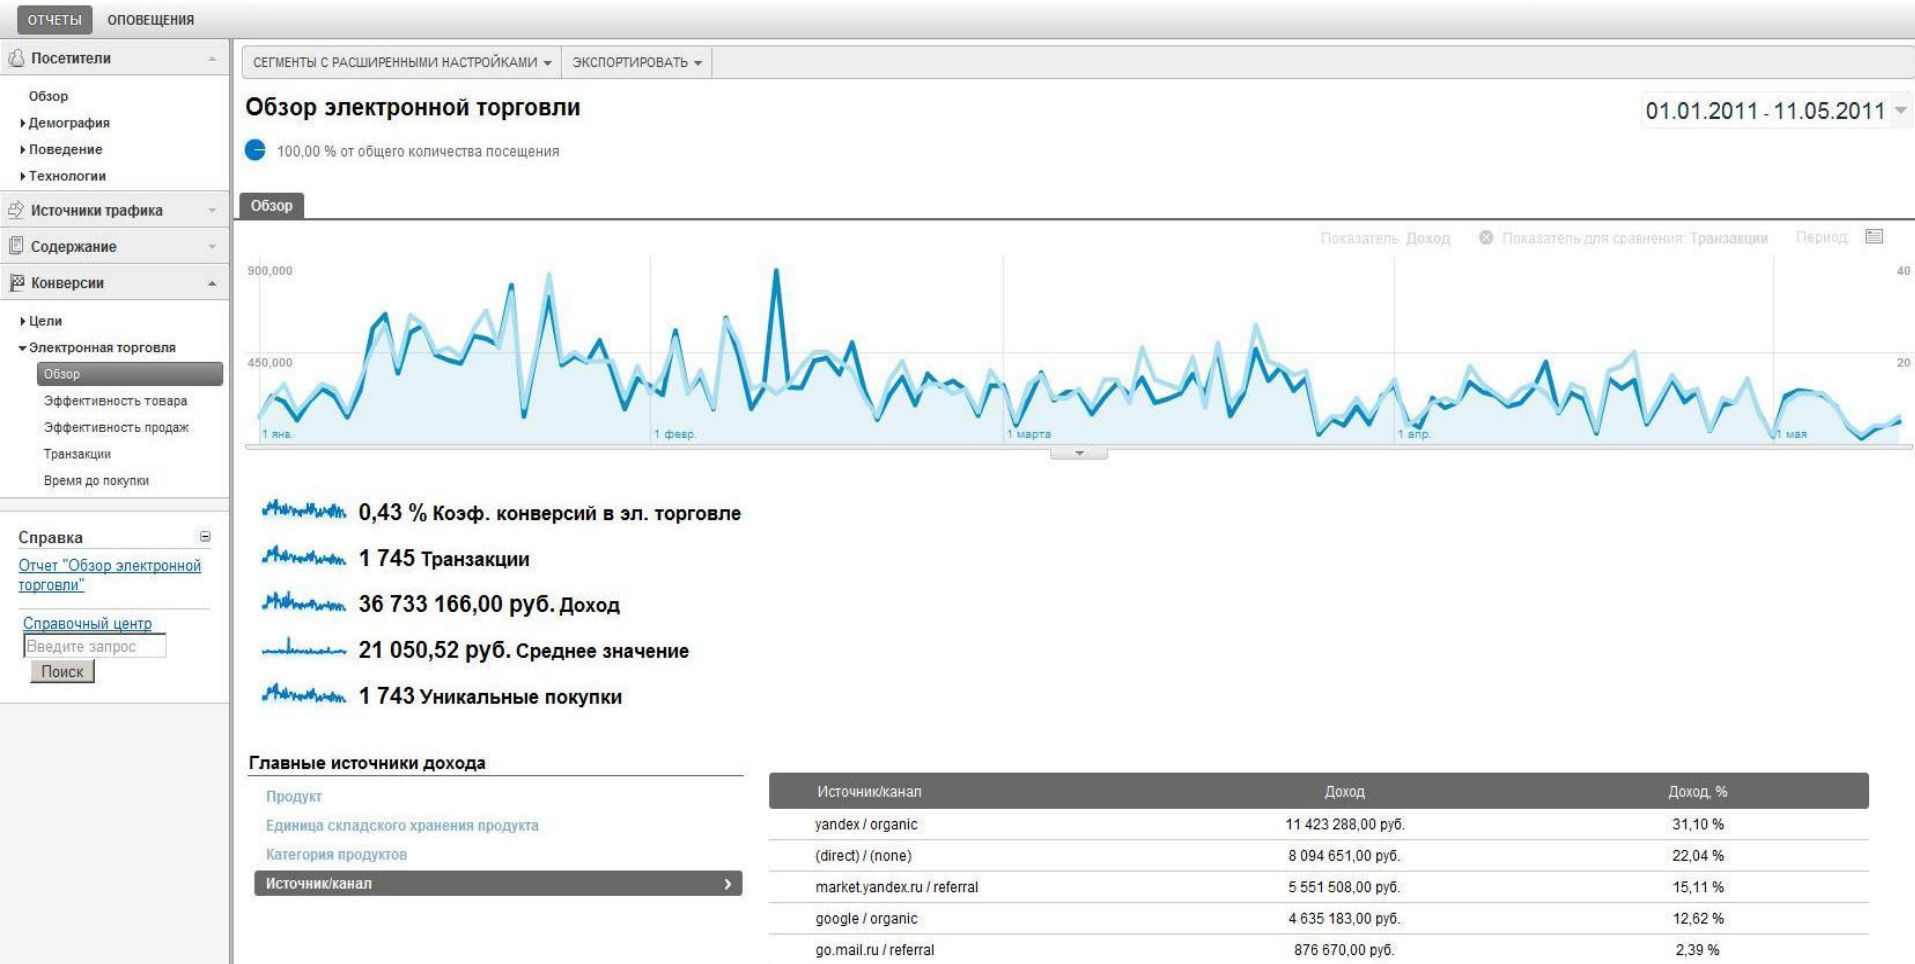 ОТЧЕТЫ ОПОВЕЩЕНИЯ
Посетители
Обзор
Демография
Поведение
Технологии
Источники трафика
Содержание
Конверсии
Цели
Электронная торговля
Обзор
Эффективность товара
Эффективность продаж
Транзакции
Время до покупки
Справка
Отчет "Обзор электронной
торговли"
Справочный центр
Введите запрос
Поиск
СЕГМЕНТЫ С РАСШИРЕННЫМИ НАСТРОЙКАМИ ЭКСПОРТИРОВАТЬ
Обзор электронной торговли
01.01.2011 - 11.05.2011
100,00 % от общего количества посещения
Обзор
Показатель: Доход Показатель для сравнения: Транзакции Период:
900,000 40
450,000 20
1 янв. 1 февр. 1 марта 1 апр. 1 мая
0,43 % Коэф. конверсий в эл. торговле
1 745 Транзакции
36 733 166,00 руб. Доход
21 050,52 руб. Среднее значение
1 743 Уникальные покупки
Главные источники дохода
Продукт
Единица складского хранения продукта
Категория продуктов
Источник/канал
Источник/канал Доход Доход, %
yandex / organic 11 423 288,00 руб. 31,10 %
(direct) / (none) 8 094 651,00 руб. 22,04 %
market.yandex.ru / referral 5 551 508,00 руб. 15,11 %
google / organic 4 635 183,00 руб. 12,62 %
go.mail.ru / referral 876 670,00 руб. 2,39 %